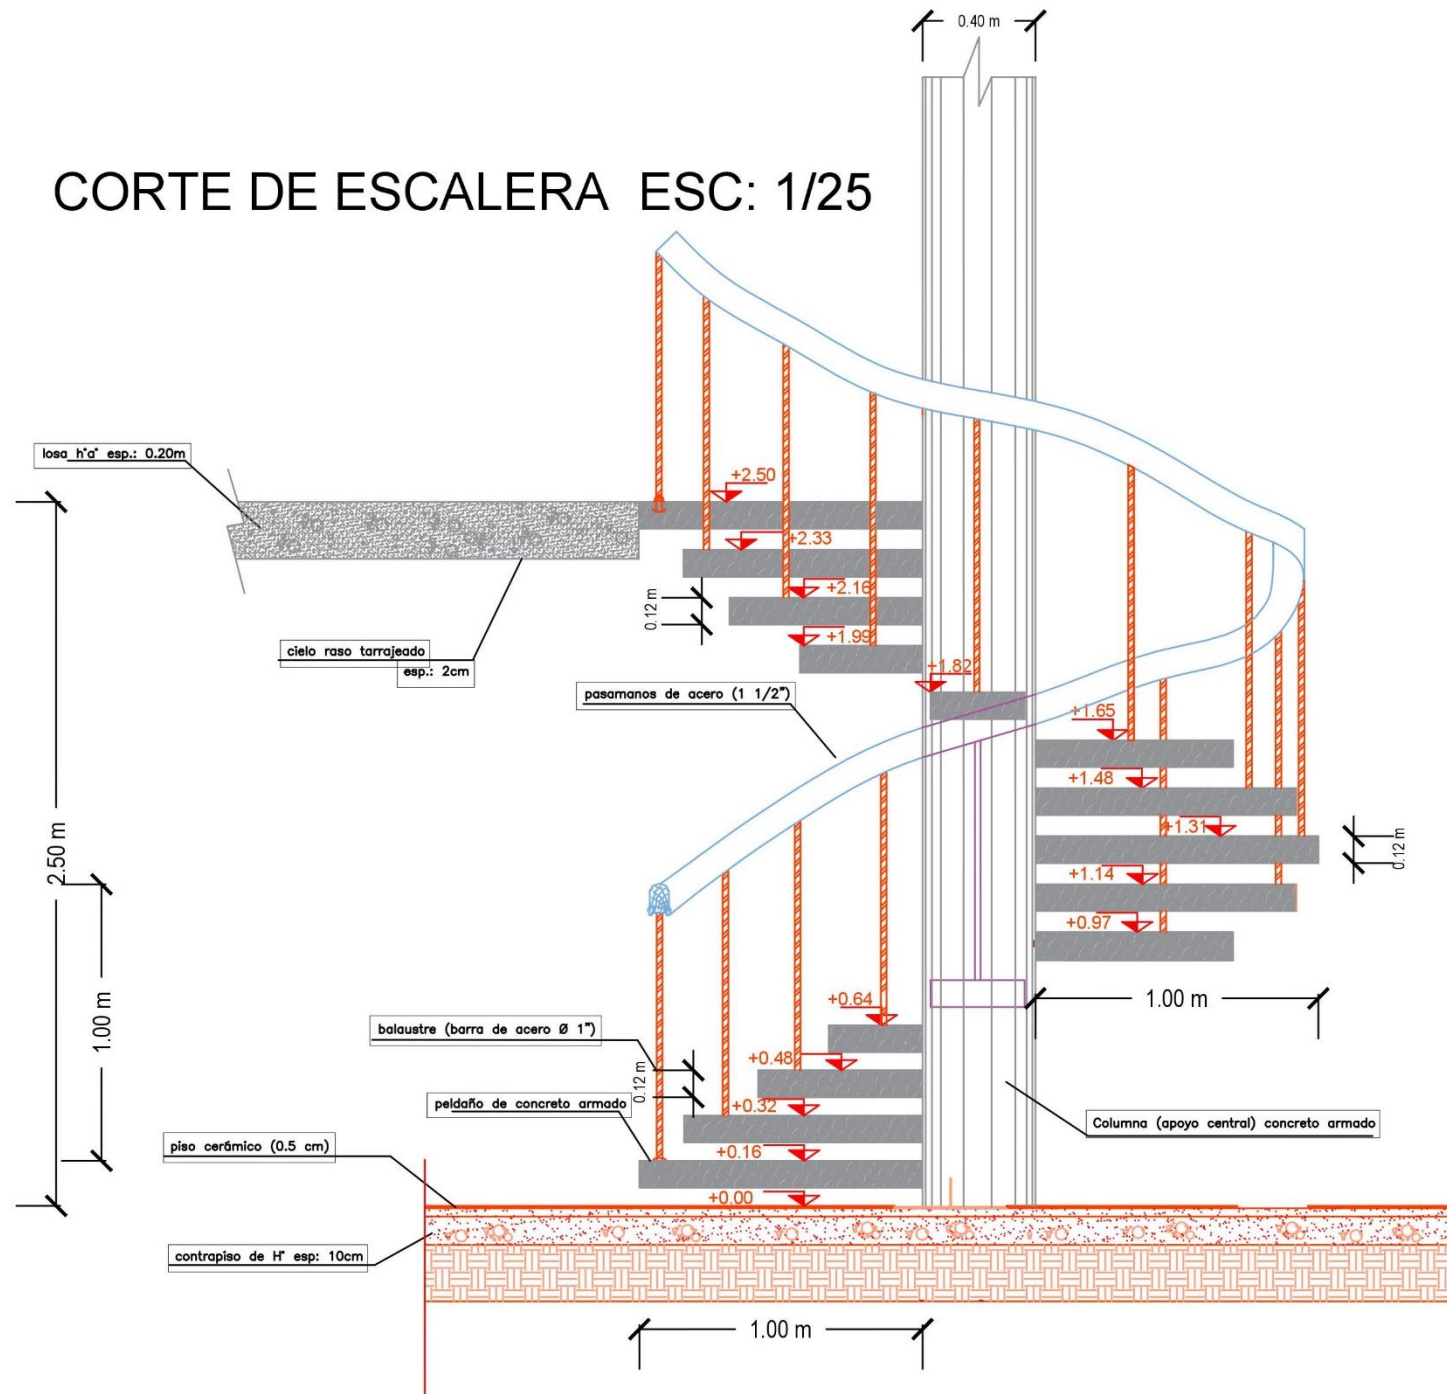 0.40 m
CORTE DE ESCALERA ESC: 1/25
losa h°a° esp.: 0.20m
+2.50
+2.33
+2.16
0.12 m
+1.99
cielo raso tarrajeado
esp.: 2cm
+1.82
pasamanos de acero (1 1/2")
+1.65
+1.48
+1.31
0.12 m
2.50 m
+1.14
+0.97
1.00 m
1.00 m
+0.64
balaustre (barra de acero Ø 1")
+0.48
0.12 m
peldaño de concreto armado
+0.32
Columna (apoyo central) concreto armado
piso cerámico (0.5 cm)
+0.16
+0.00
contrapiso de H° esp: 10cm
1.00 m